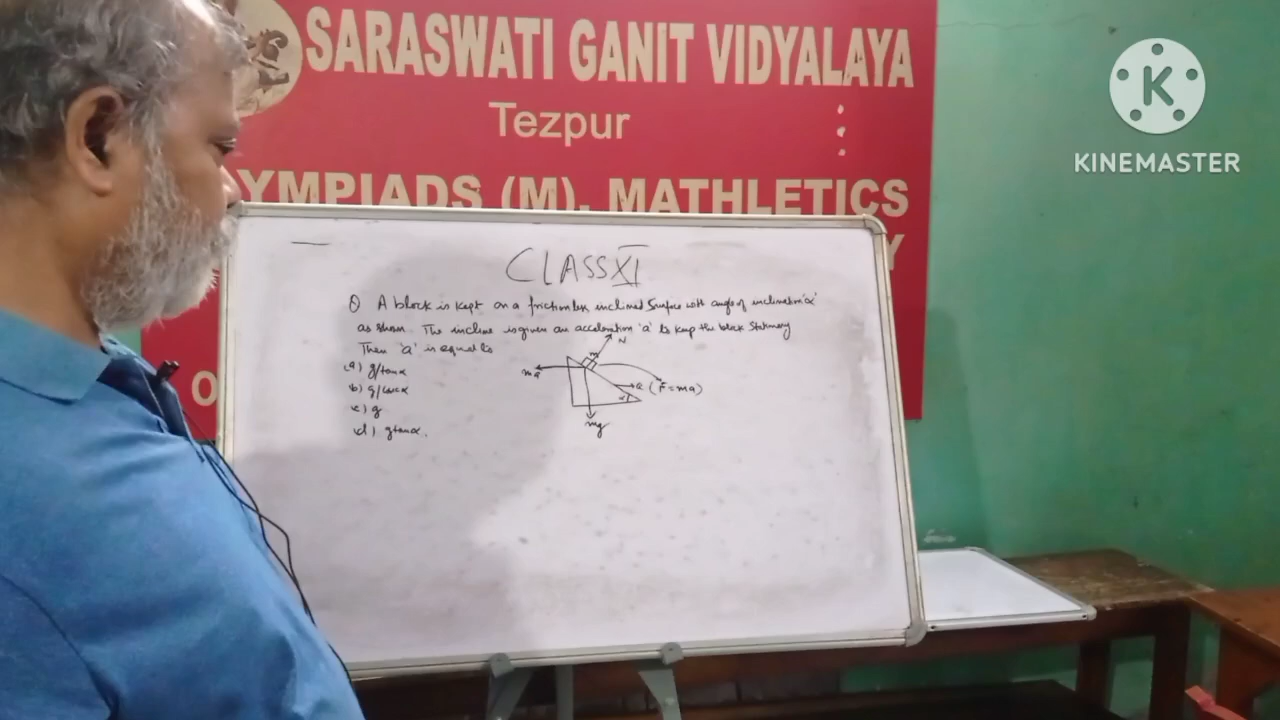 SARASWATI GANIT VIDYALAYA
Tezpur
YMPIADS (M), MATHLETICS
Y
O
K
KINEMASTER
CLASS XI
Q A block is kept on a frictionless inclined surface with angle of inclination 'α'
as shown. The incline is given an acceleration 'a' to keep the block stationary
Then 'a' is equal to
(a) g/tanα
(b) g/cosecα
(c) g
(d) g tanα.
N
m
ma
a (F=ma)
α
mg